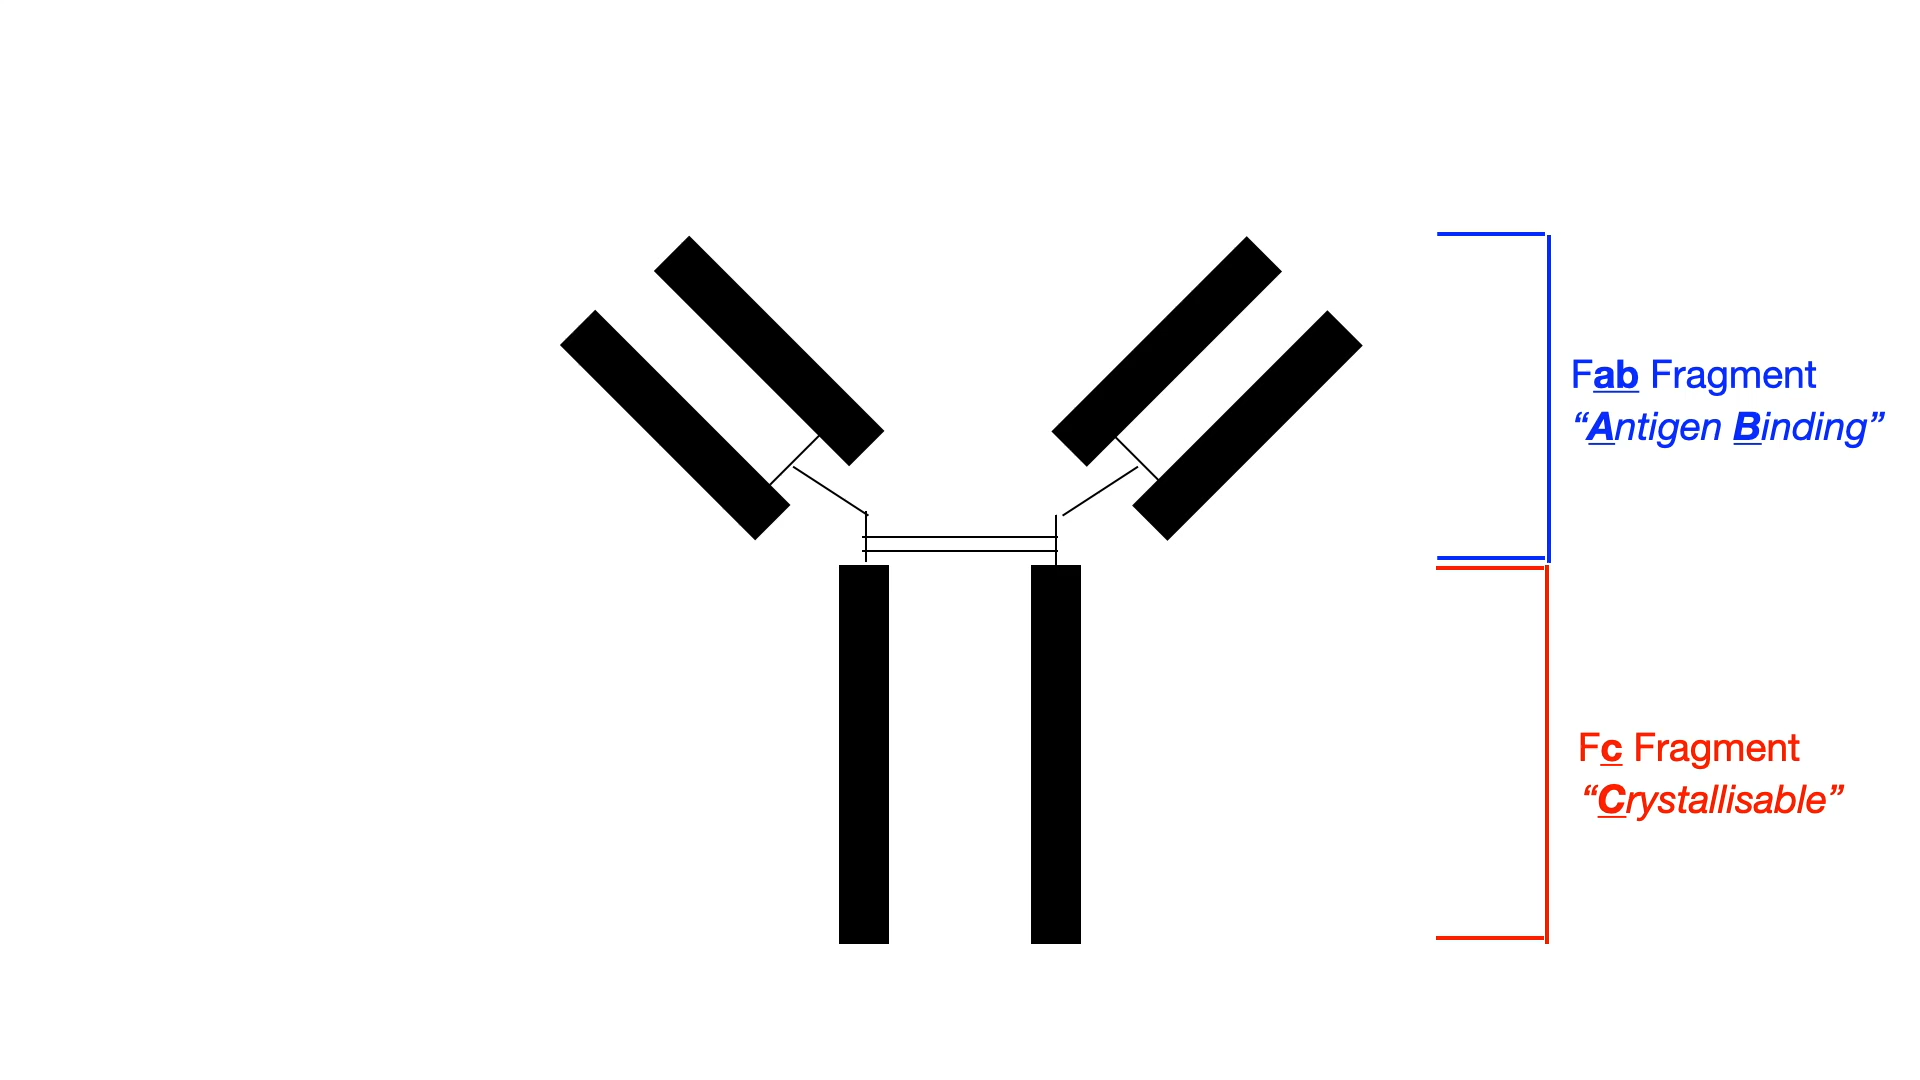 Fab Fragment
“Antigen Binding”
Fc Fragment
“Crystallisable”